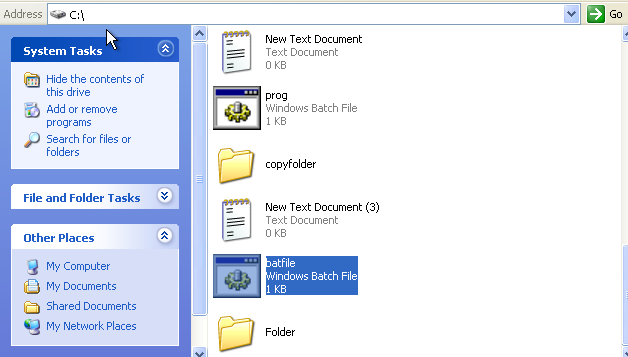 Address C:\ Go
System Tasks
Hide the contents of
this drive
Add or remove
programs
Search for files or
folders
File and Folder Tasks
Other Places
My Computer
My Documents
Shared Documents
My Network Places
New Text Document
Text Document
0 KB
prog
Windows Batch File
1 KB
copyfolder
New Text Document (3)
Text Document
0 KB
batfile
Windows Batch File
1 KB
Folder